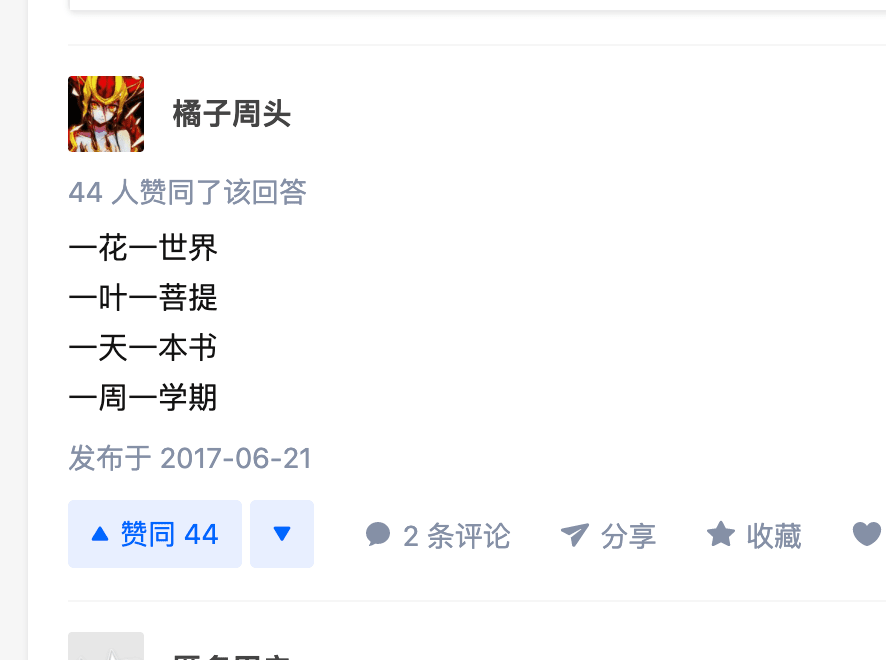 橘子周头
44 人赞同了该回答
一花一世界
一叶一菩提
一天一本书
一周一学期
发布于 2017-06-21
赞同 44
2 条评论
分享
收藏